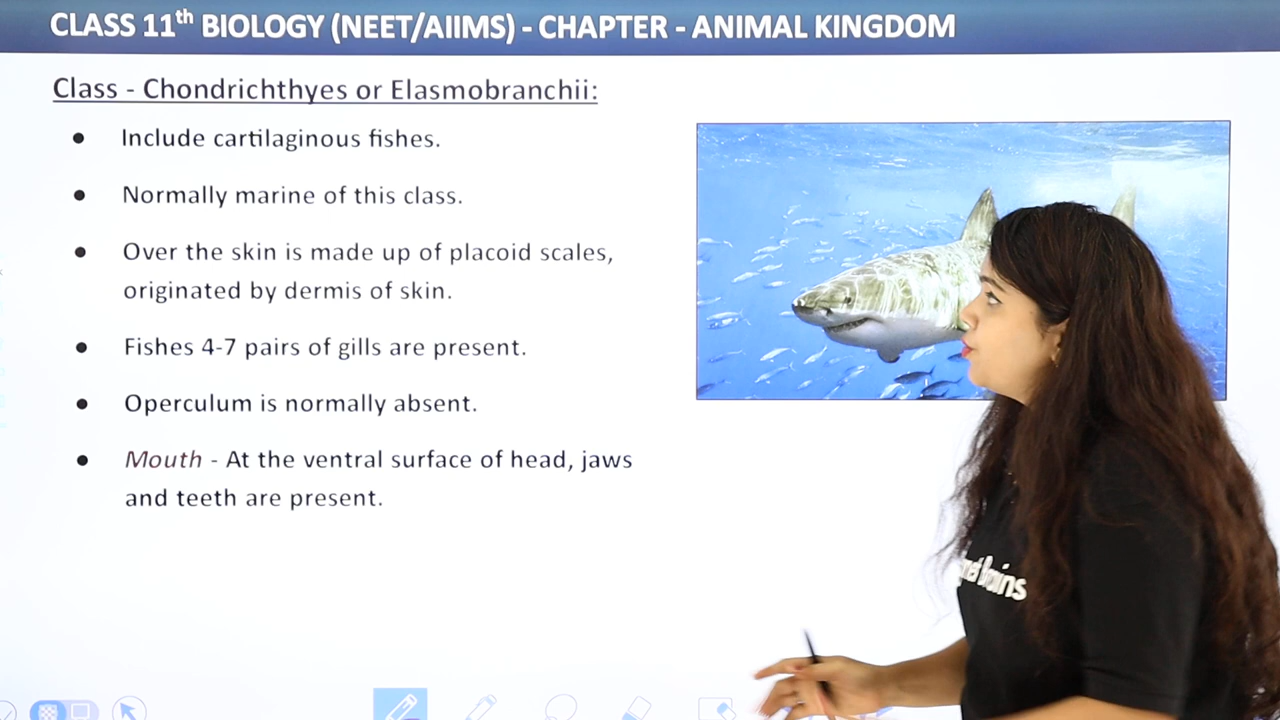 CLASS 11th BIOLOGY (NEET/AIIMS) - CHAPTER - ANIMAL KINGDOM
Class - Chondrichthyes or Elasmobranchii:
● Include cartilaginous fishes.
● Normally marine of this class.
● Over the skin is made up of placoid scales,
originated by dermis of skin.
● Fishes 4-7 pairs of gills are present.
● Operculum is normally absent.
● Mouth - At the ventral surface of head, jaws
and teeth are present.